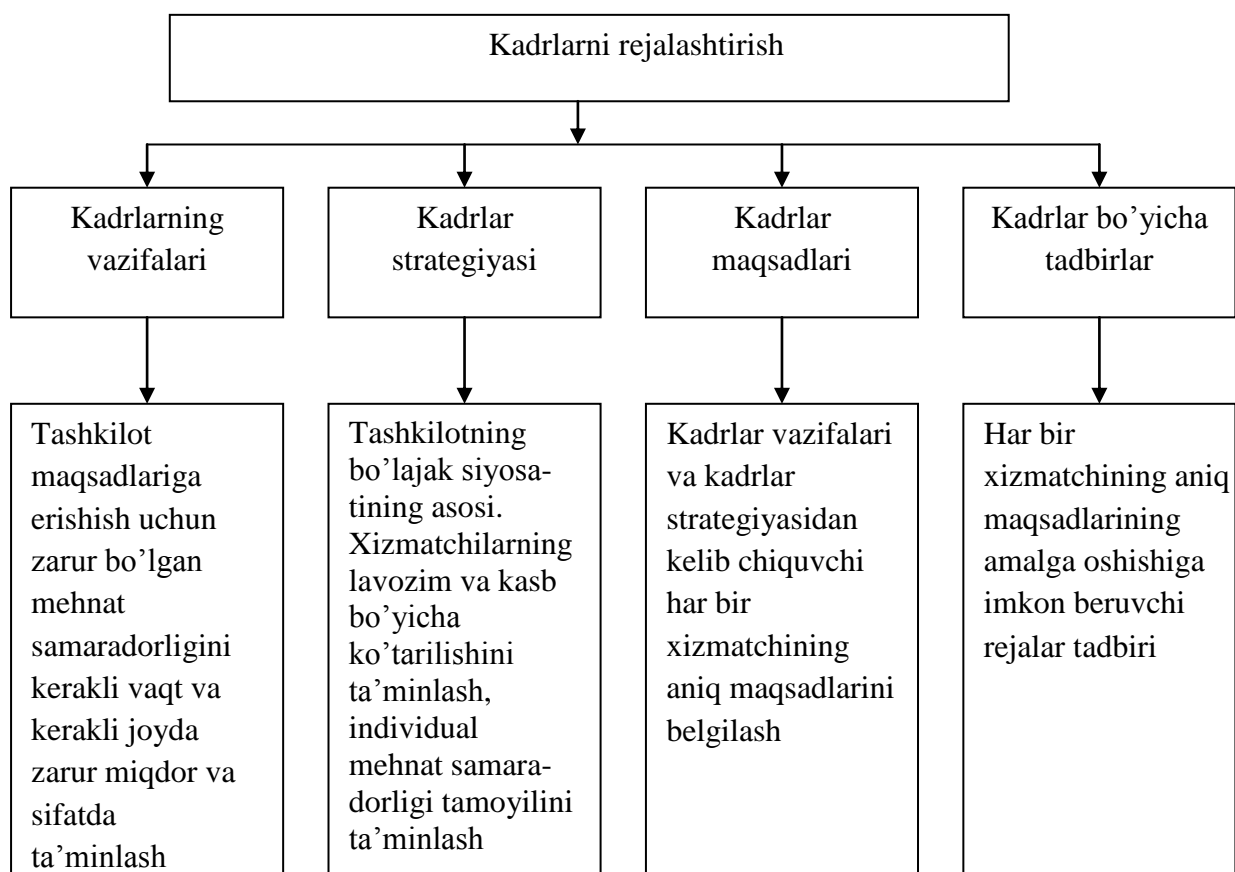 Kadrlarni rejalashtirish
Kadrlarning
vazifalari
Kadrlar
strategiyasi
Kadrlar
maqsadlari
Kadrlar bo’yicha
tadbirlar
Tashkilot
maqsadlariga
erishish uchun
zarur bo’lgan
mehnat
samaradorligini
kerakli vaqt va
kerakli joyda
zarur miqdor va
sifatda
ta’minlash
Tashkilotning
bo’lajak siyosa-
tining asosi.
Xizmatchilarning
lavozim va kasb
bo’yicha
ko’tarilishini
ta’minlash,
individual
mehnat samara-
dorligi tamoyilini
ta’minlash
Kadrlar vazifalari
va kadrlar
strategiyasidan
kelib chiquvchi
har bir
xizmatchining
aniq maqsadlarini
belgilash
Har bir
xizmatchining aniq
maqsadlarining
amalga oshishiga
imkon beruvchi
rejalar tadbiri